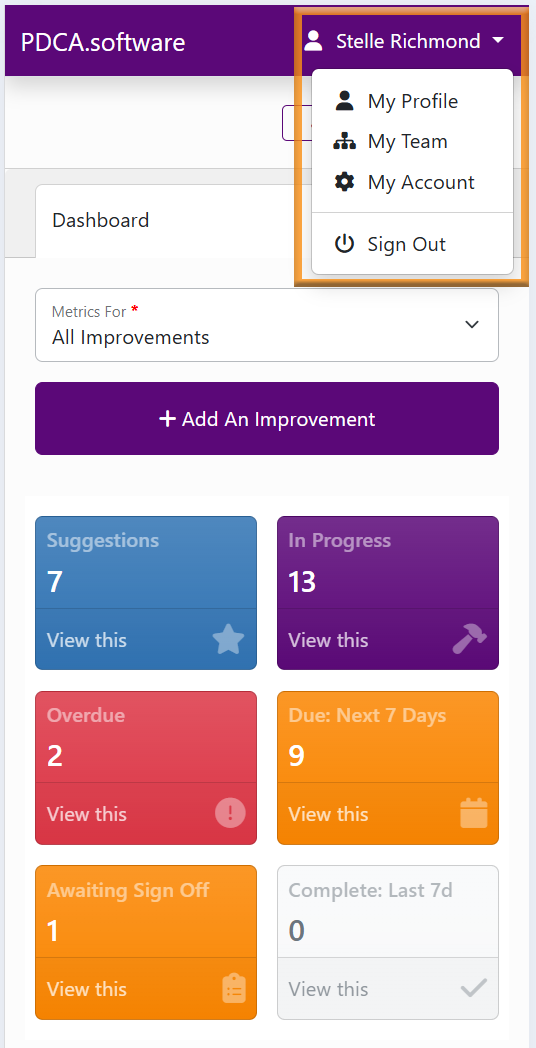 PDCA.software
Stelle Richmond
My Profile
My Team
My Account
Sign Out
Dashboard
Metrics For *
All Improvements
+ Add An Improvement
Suggestions
7
View this
In Progress
13
View this
Overdue
2
View this
Due: Next 7 Days
9
View this
Awaiting Sign Off
1
View this
Complete: Last 7d
0
View this